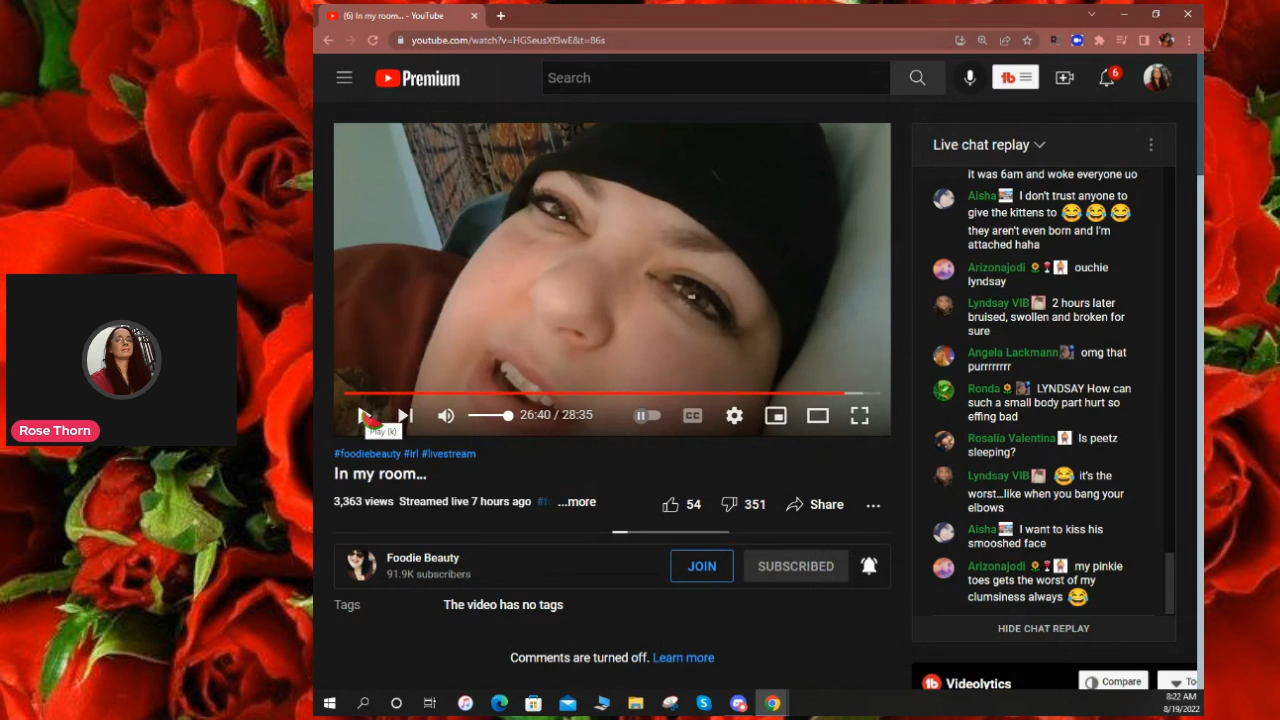 (6) In my room... - YouTube
youtube.com/watch?v=HGSeusXf3wE&t=86s
Premium
Search
6
Live chat replay
it was 6am and woke everyone uo
Aisha I don't trust anyone to
give the kittens to
they aren't even born and I'm
attached haha
Arizonajodi ouchie
lyndsay
Lyndsay VIB 2 hours later
bruised, swollen and broken for
sure
Angela Lackmann omg that
purrrrrrrr
Ronda LYNDSAY How can
such a small body part hurt so
effing bad
Rosalia Valentina Is peetz
sleeping?
Lyndsay VIB it's the
worst...like when you bang your
elbows
Aisha I want to kiss his
smooshed face
Arizonajodi my pinkie
toes gets the worst of my
clumsiness always
HIDE CHAT REPLAY
26:40 / 28:35
CC
Play (k)
#foodiebeauty #irl #livestream
In my room...
3,363 views Streamed live 7 hours ago ...more
54
351
Share
Foodie Beauty
91.9K subscribers
JOIN
SUBSCRIBED
Tags
The video has no tags
Comments are turned off. Learn more
tb Videolytics
Compare
To
Rose Thorn
8:22 AM
8/19/2022